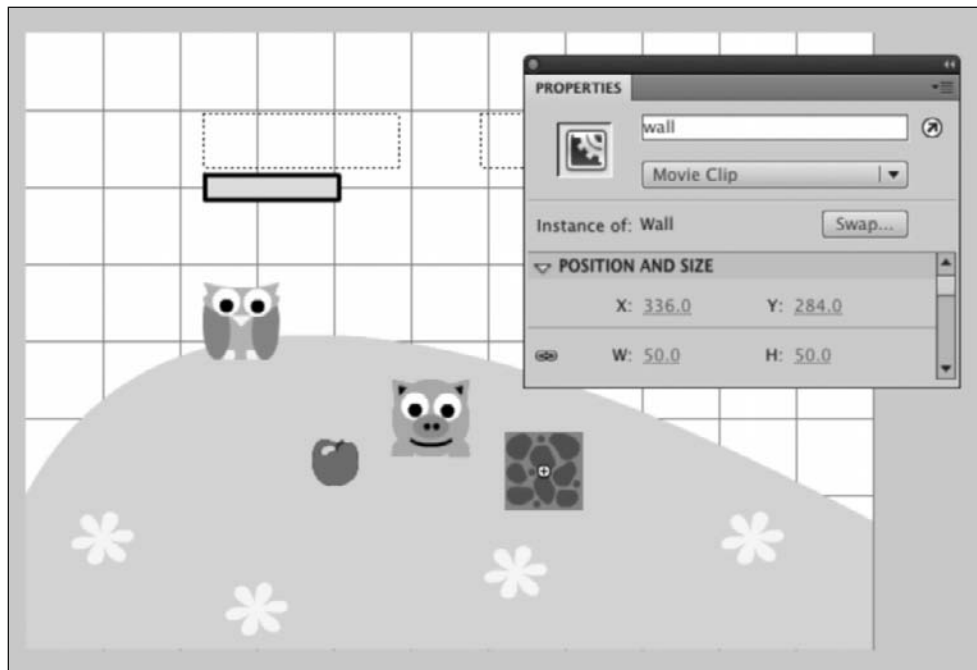 PROPERTIES
wall
Movie Clip
Instance of: Wall
Swap...
POSITION AND SIZE
X: 336.0 Y: 284.0
W: 50.0 H: 50.0